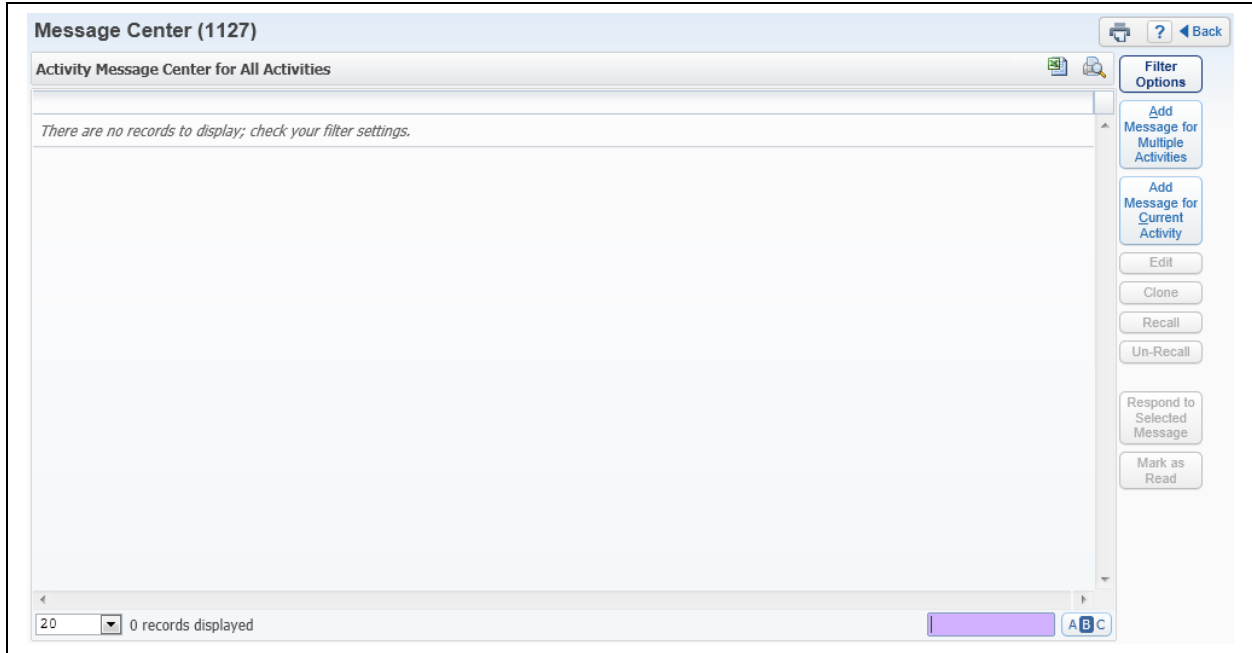 Message Center (1127)
? Back
Activity Message Center for All Activities
Filter
Options
There are no records to display; check your filter settings.
Add
Message for
Multiple
Activities
Add
Message for
Current
Activity
Edit
Clone
Recall
Un-Recall
Respond to
Selected
Message
Mark as
Read
20
0 records displayed
ABC